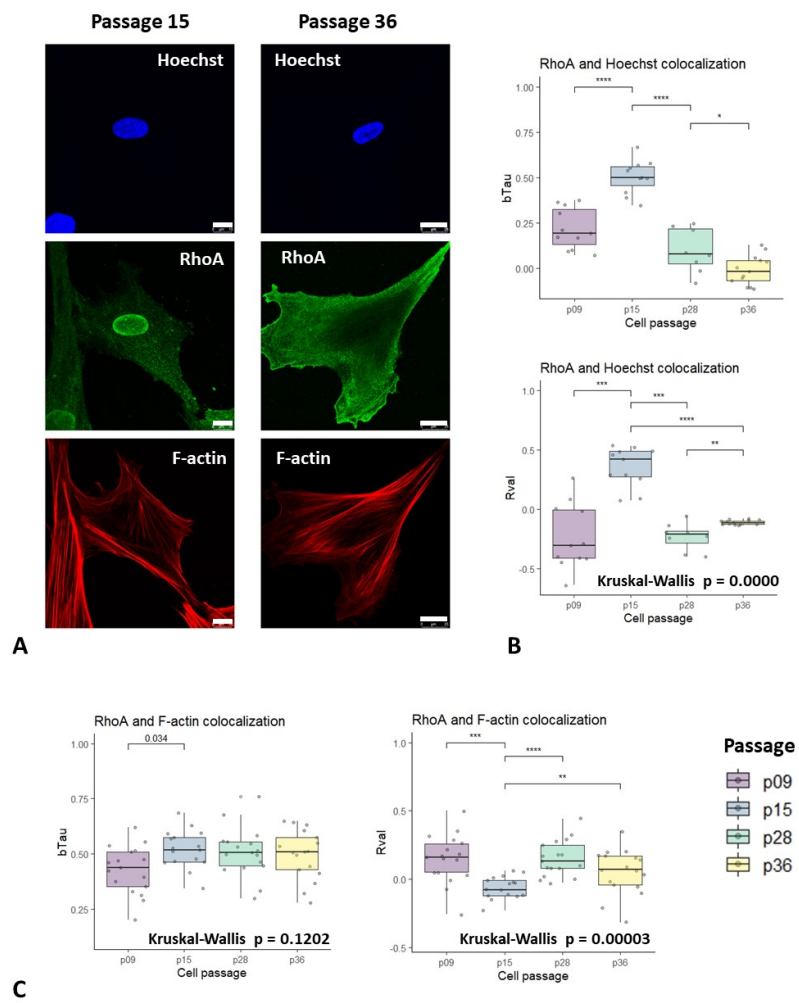 Passage 15 Passage 36
Hoechst Hoechst
RhoA RhoA
F-actin F-actin
A
RhoA and Hoechst colocalization
****
****
*
1.00
0.75
0.50
0.25
0.00
bTau
p09 p15 p28 p36
Cell passage
RhoA and Hoechst colocalization
***
***
****
**
1.0
0.5
0.0
-0.5
Rval
Kruskal-Wallis p = 0.0000
p09 p15 p28 p36
Cell passage
B
RhoA and F-actin colocalization
0.034
1.00
0.75
0.50
0.25
bTau
Kruskal-Wallis p = 0.1202
p09 p15 p28 p36
Cell passage
RhoA and F-actin colocalization
***
****
**
1.0
0.5
0.0
-0.5
Rval
Kruskal-Wallis p = 0.00003
p09 p15 p28 p36
Cell passage
Passage
p09
p15
p28
p36
C